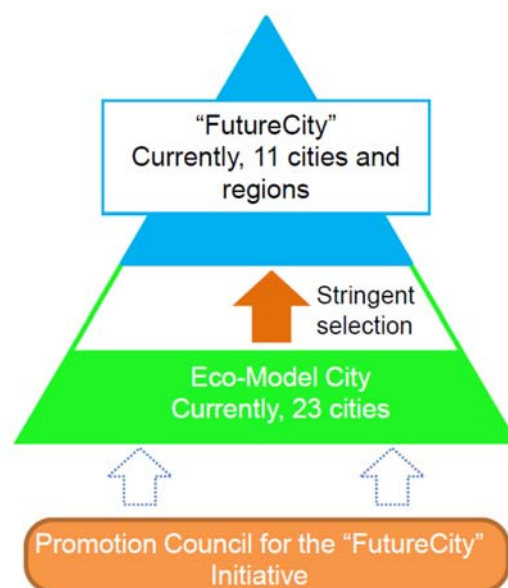 “FutureCity”
Currently, 11 cities and
regions
Stringent
selection
Eco-Model City
Currently, 23 cities
Promotion Council for the “FutureCity”
Initiative